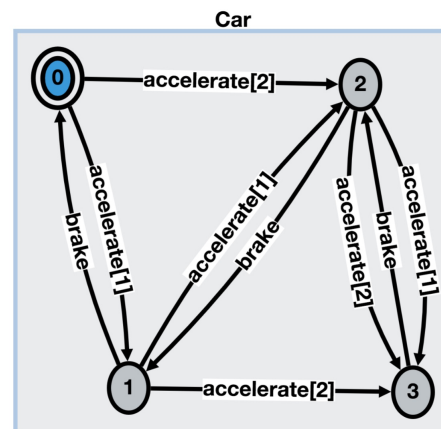 Car
0
accelerate[2]
2
accelerate[1]
brake
accelerate[1]
brake
accelerate[2]
brake
accelerate[1]
1
accelerate[2]
3